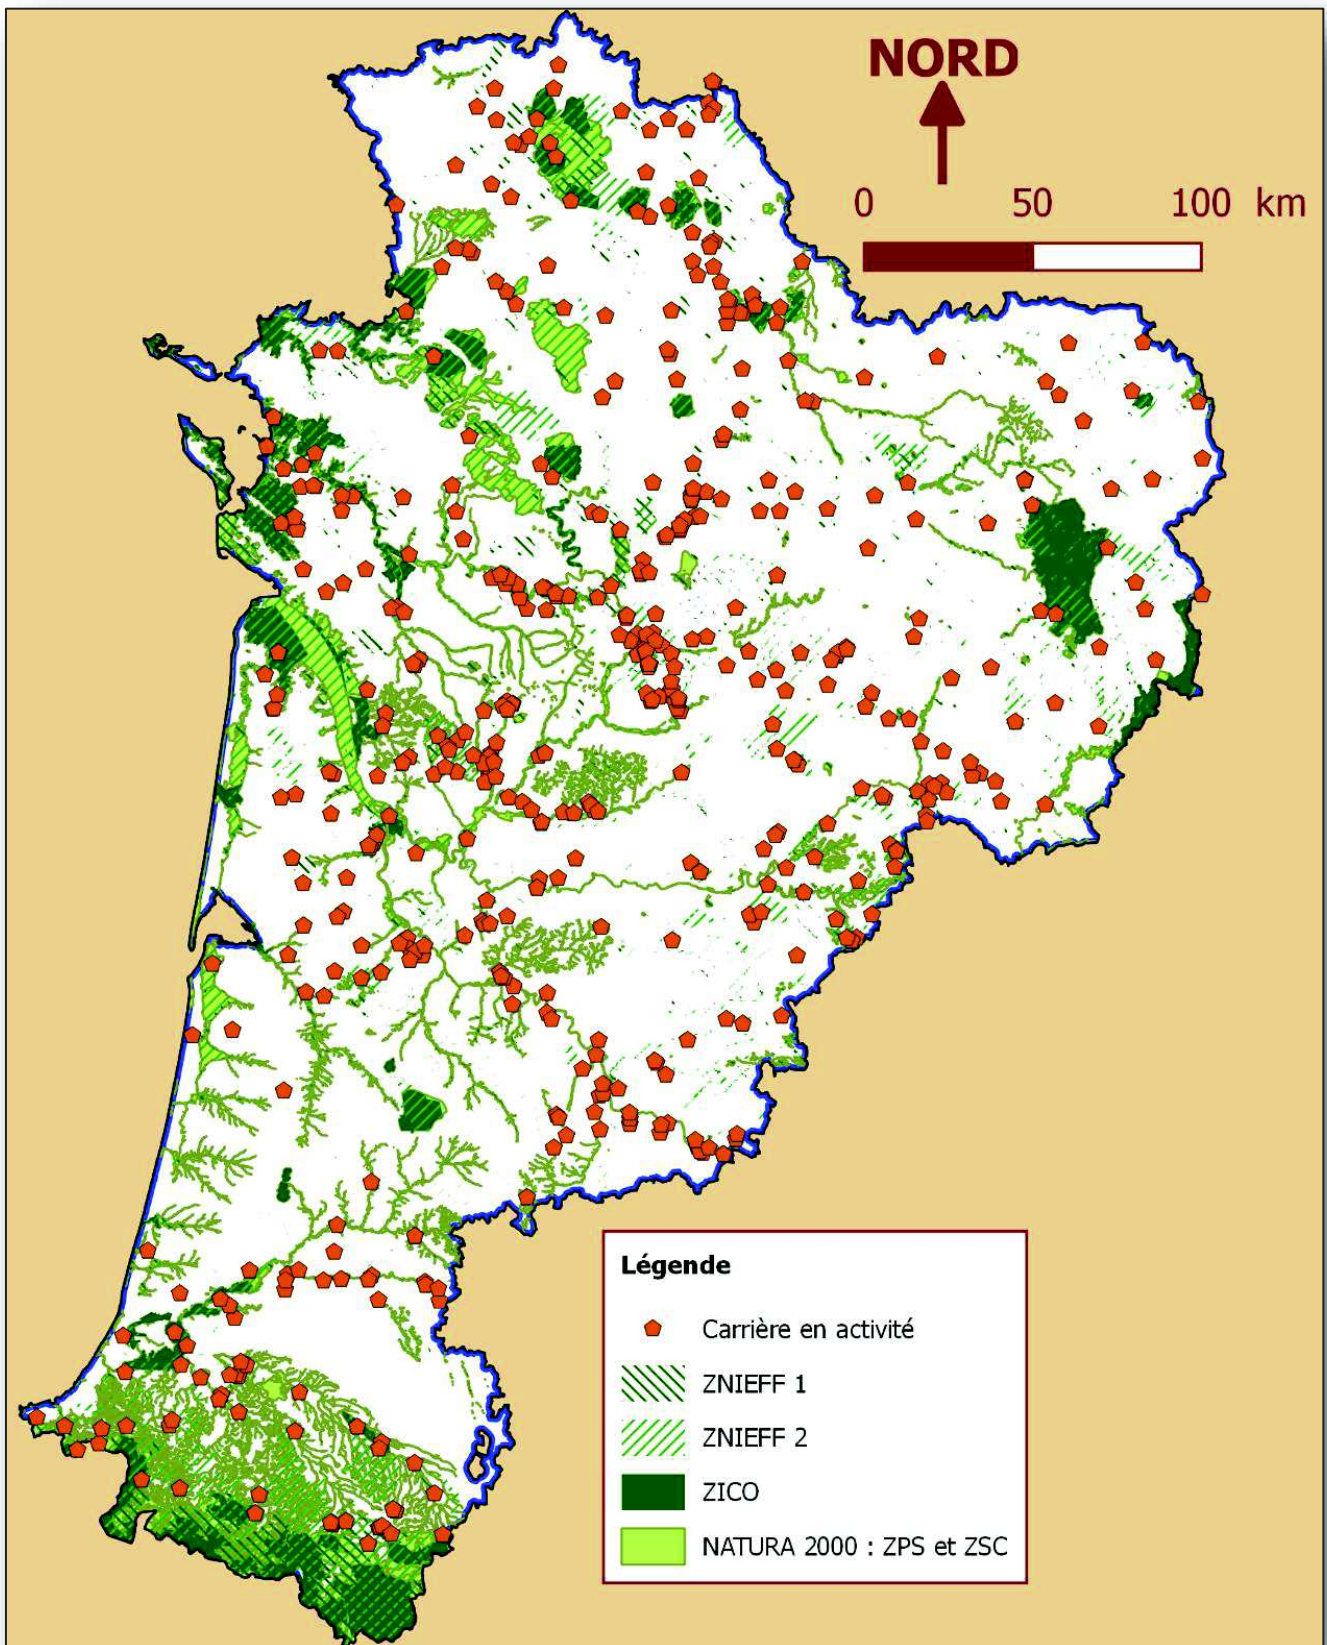 NORD
0 50 100 km
Légende
Carrière en activité
ZNIEFF 1
ZNIEFF 2
ZICO
NATURA 2000 : ZPS et ZSC